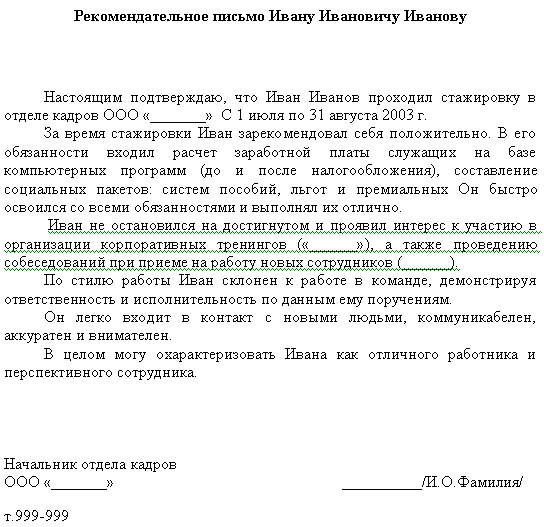 Рекомендательное письмо Ивану Ивановичу Иванову
Настоящим подтверждаю, что Иван Иванов проходил стажировку в
отделе кадров ООО «_______» С 1 июля по 31 августа 2003 г.
За время стажировки Иван зарекомендовал себя положительно. В его
обязанности входил расчет заработной платы служащих на базе
компьютерных программ (до и после налогообложения), составление
социальных пакетов: систем пособий, льгот и премиальных Он быстро
освоился со всеми обязанностями и выполнял их отлично.
Иван не остановился на достигнутом и проявил интерес к участию в
организации корпоративных тренингов («______»), а также проведению
собеседований при приеме на работу новых сотрудников (______).
По стилю работы Иван склонен к работе в команде, демонстрируя
ответственность и исполнительность по данным ему поручениям.
Он легко входит в контакт с новыми людьми, коммуникабелен,
аккуратен и внимателен.
В целом могу охарактеризовать Ивана как отличного работника и
перспективного сотрудника.
Начальник отдела кадров
ООО «_______» __________/И.О.Фамилия/
т.999-999